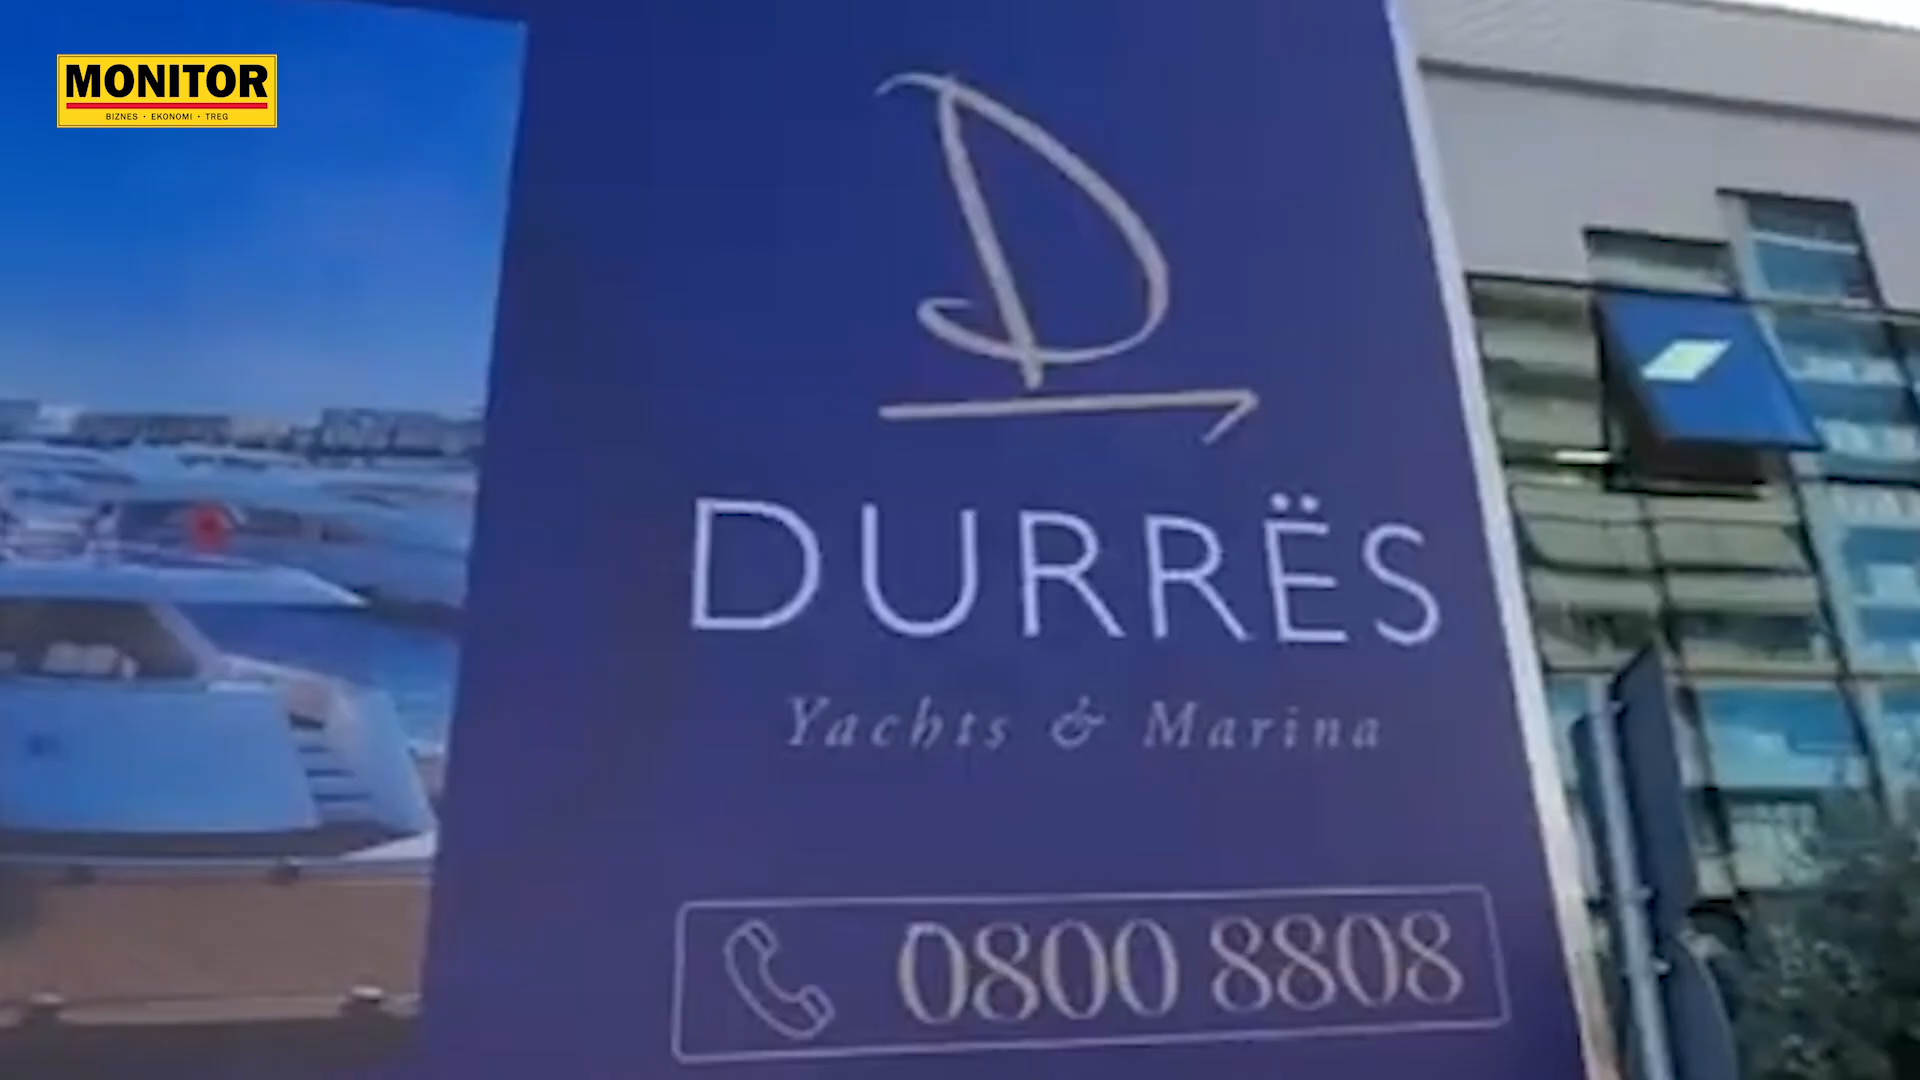 MONITOR
BIZNES • EKONOMI • TREG
DURRËS
Yachts & Marina
0800 8808